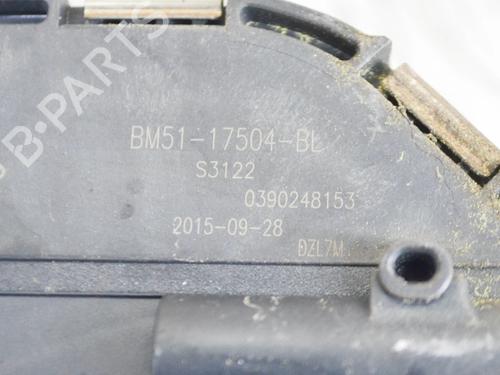 B-PARTS
BM51-17504-BL
S3122
0390248153
2015-09-28
DZL7M